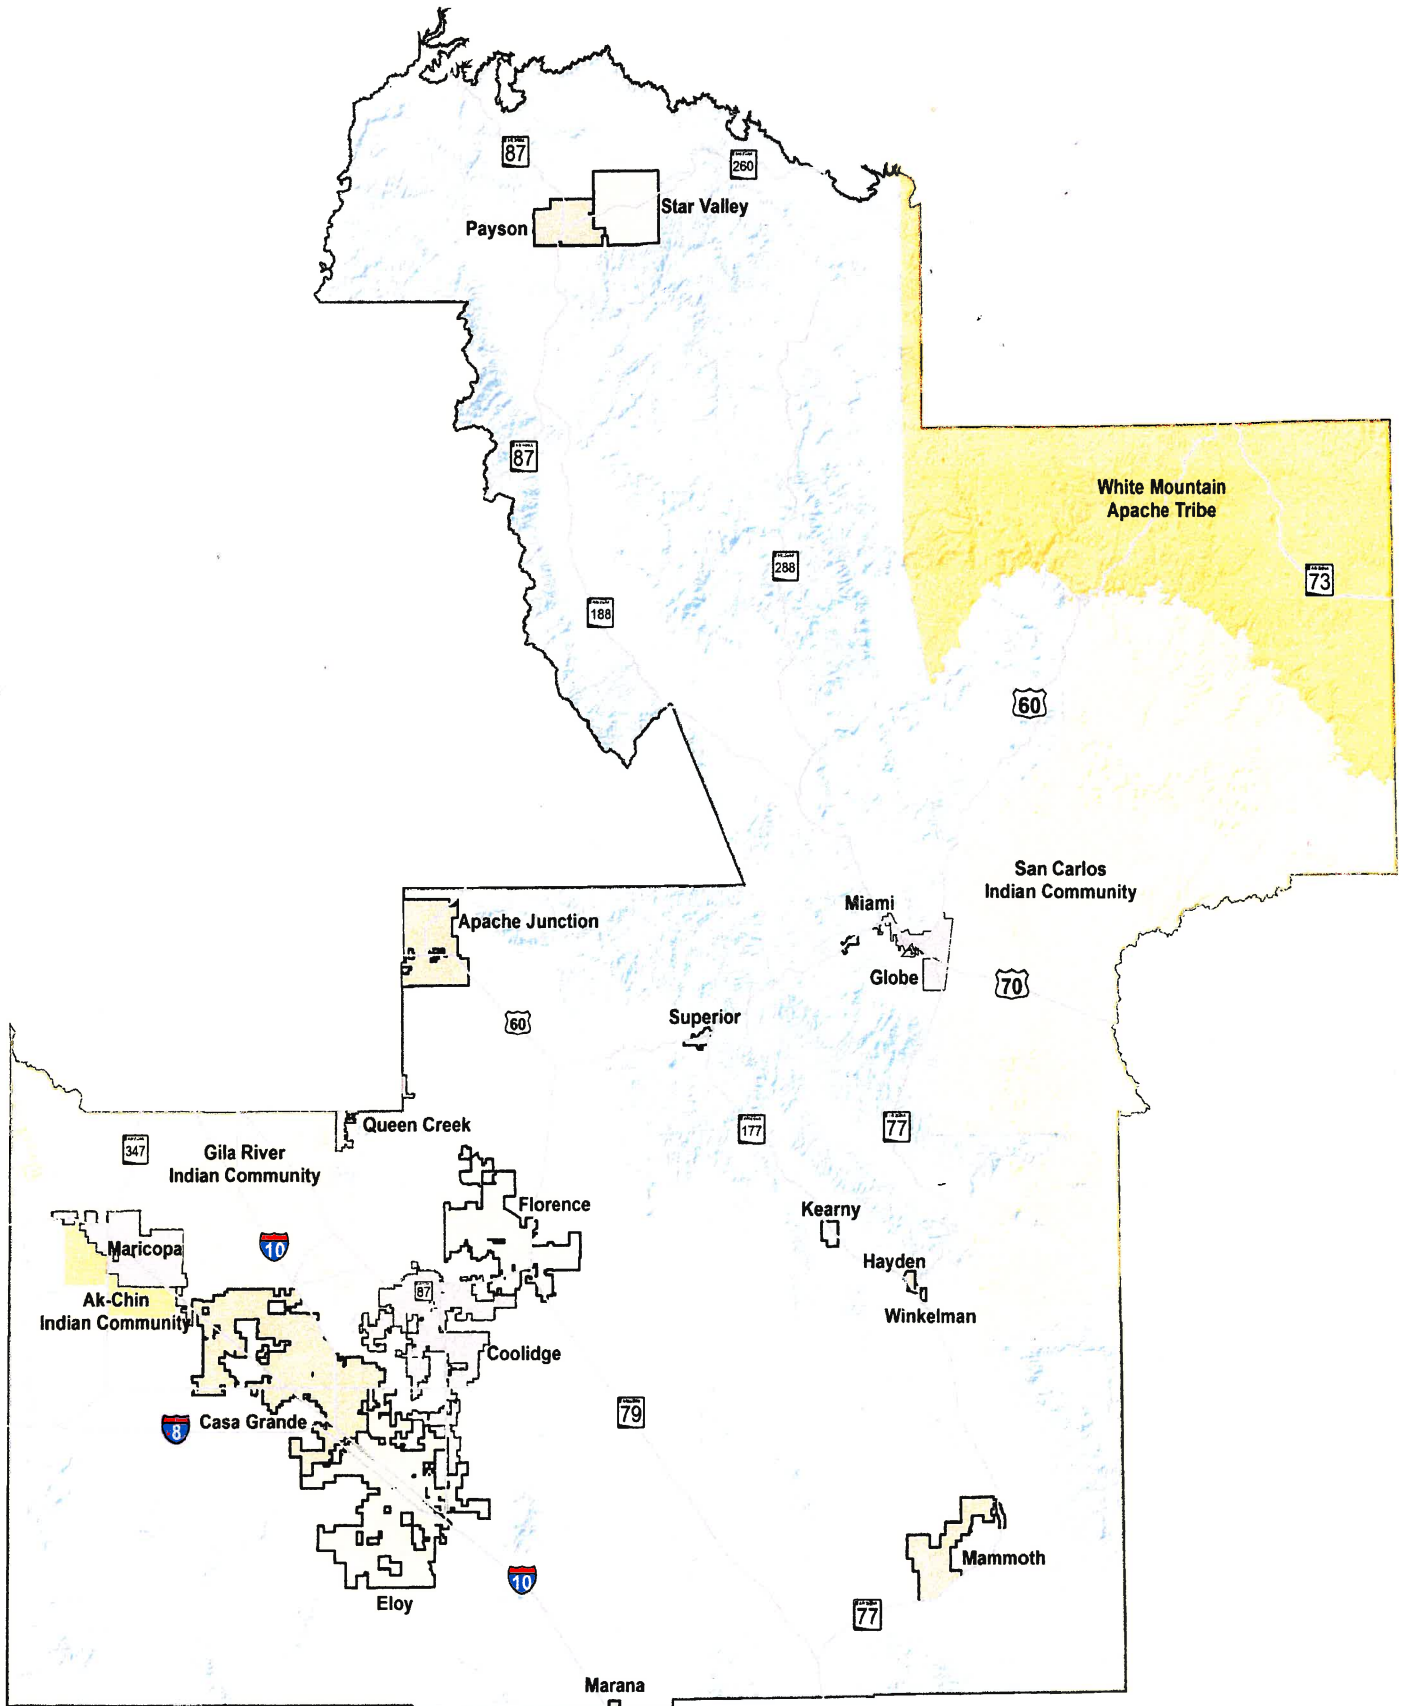 87
260
Star Valley
Payson
87
White Mountain
Apache Tribe
288
73
188
60
San Carlos
Indian Community
Miami
Apache Junction
Globe
70
Superior
60
Queen Creek
177
77
347
Gila River
Indian Community
Florence
Kearny
Maricopa
10
Hayden
87
Ak-Chin
Indian Community
Winkelman
Coolidge
79
8
Casa Grande
Mammoth
10
Eloy
77
Marana